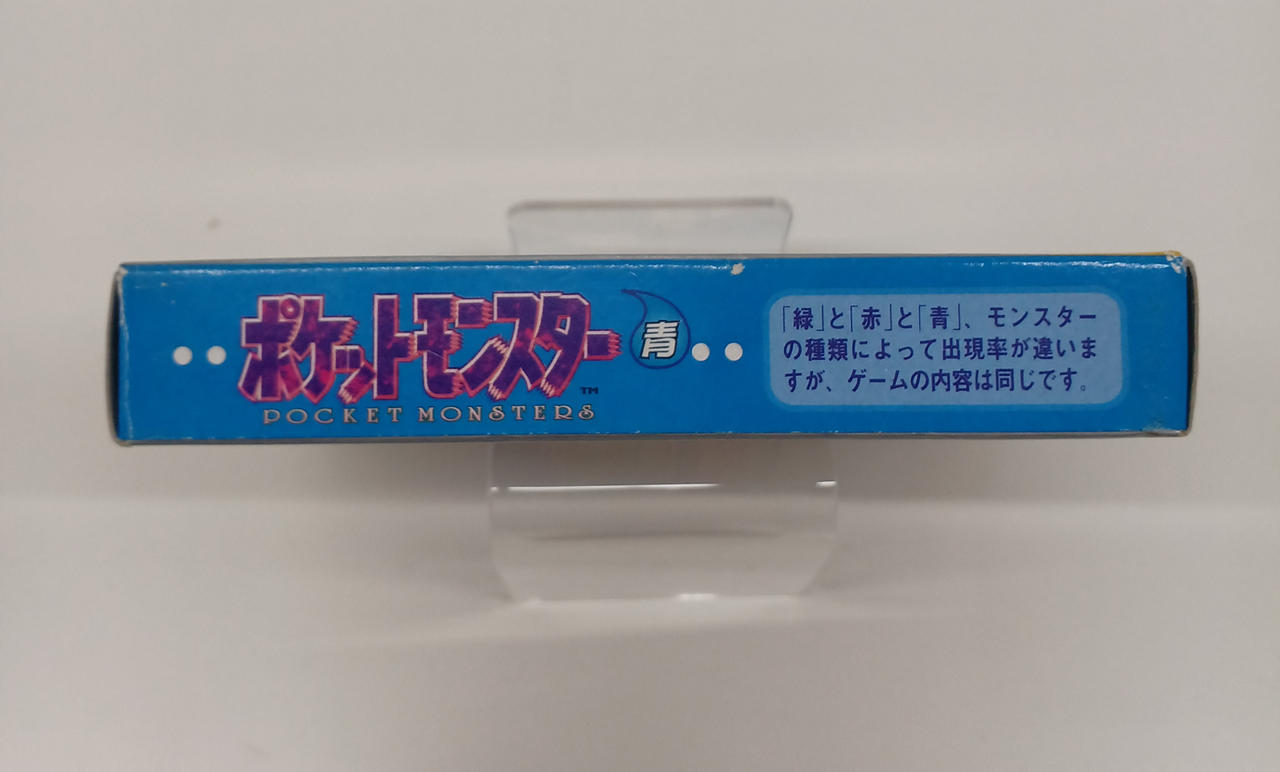 ポケットモンスター
TM
POCKET MONSTERS
青
「緑」と「赤」と「青」、モンスター
の種類によって出現率が違いま
すが、ゲームの内容は同じです。